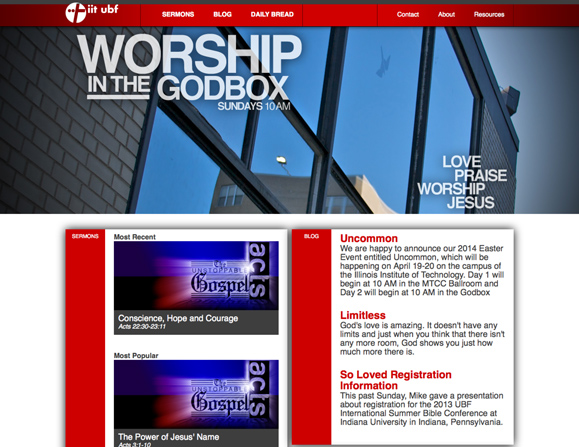 iit ubf
SERMONS BLOG DAILY BREAD Contact About Resources
WORSHIP
IN THE GODBOX
SUNDAYS 10AM
LOVE
PRAISE
WORSHIP
JESUS
SERMONS
Most Recent
The
UNSTOPPABLE
Gospel
acts
Conscience, Hope and Courage
Acts 22:30-23:11
Most Popular
The
UNSTOPPABLE
Gospel
acts
The Power of Jesus' Name
Acts 3:1-10
BLOG
Uncommon
We are happy to announce our 2014 Easter
Event entitled Uncommon, which will be
happening on April 19-20 on the campus of
the Illinois Institute of Technology. Day 1 will
begin at 10 AM in the MTCC Ballroom and
Day 2 will begin at 10 AM in the Godbox
Limitless
God's love is amazing. It doesn't have any
limits and just when you think that there isn't
any more room, God shows you just how
much more there is.
So Loved Registration
Information
This past Sunday, Mike gave a presentation
about registration for the 2013 UBF
International Summer Bible Conference at
Indiana University in Indiana, Pennsylvania.